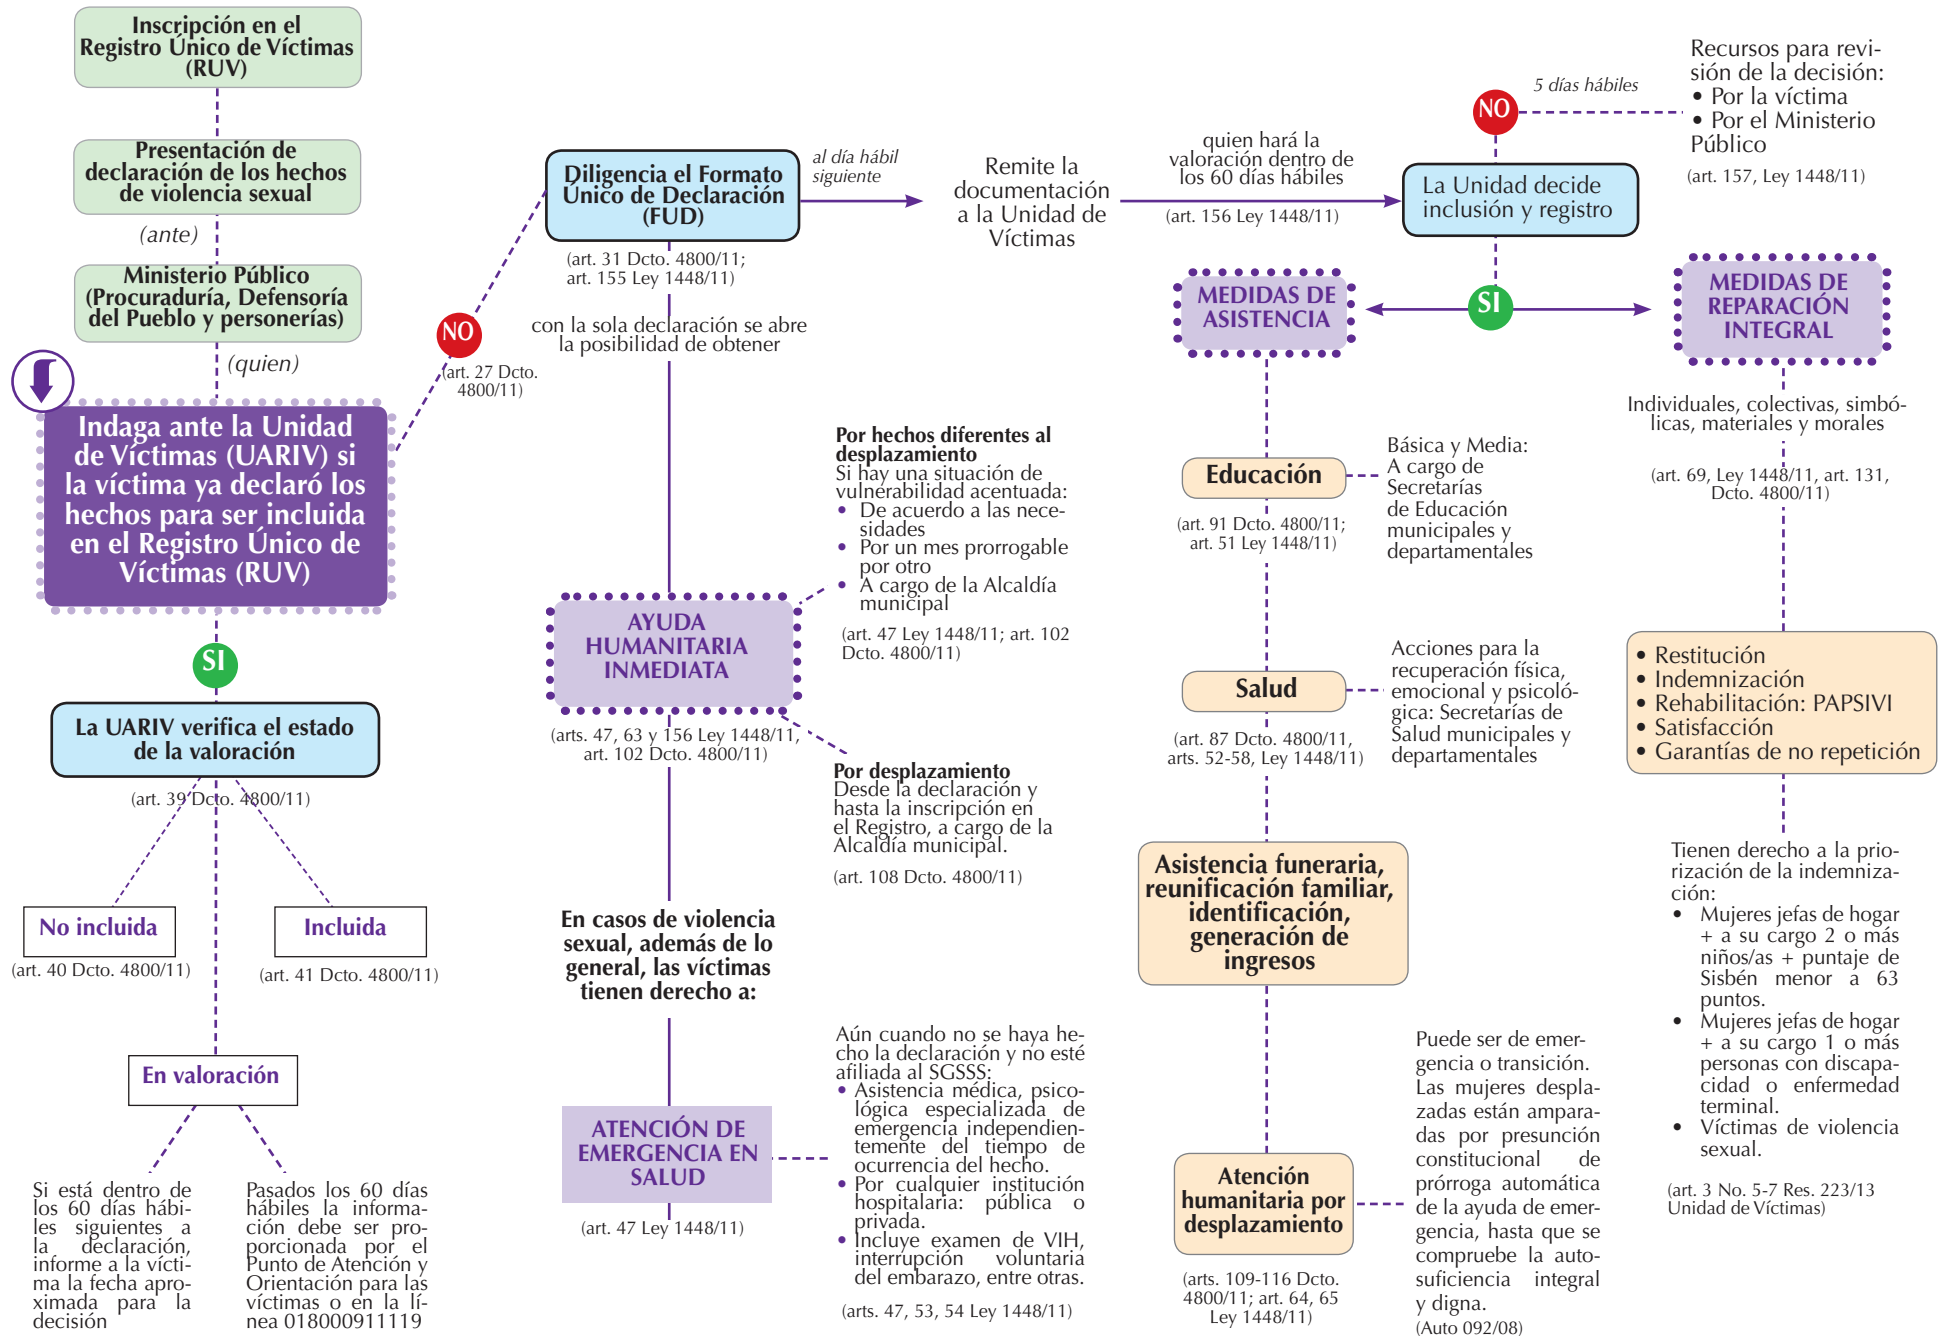 Inscripción en el
Registro Único de Víctimas
(RUV)
Presentación de
declaración de los hechos
de violencia sexual
(ante)
Ministerio Público
(Procuraduría, Defensoría
del Pueblo y personerías)
(quien)
Indaga ante la Unidad
de Víctimas (UARIV) si
la víctima ya declaró los
hechos para ser incluida
en el Registro Único de
Víctimas (RUV)
SI
La UARIV verifica el estado
de la valoración
(art. 39 Dcto. 4800/11)
No incluida
(art. 40 Dcto. 4800/11)
Incluida
(art. 41 Dcto. 4800/11)
En valoración
Si está dentro de
los 60 días hábi-
les siguientes a
la declaración,
informe a la vícti-
ma la fecha apro-
ximada para la
decisión
Pasados los 60 días
hábiles la informa-
ción debe ser pro-
porcionada por el
Punto de Atención y
Orientación para las
víctimas o en la lí-
nea 018000911119
NO
(art. 27 Dcto.
4800/11)
Diligencia el Formato
Único de Declaración
(FUD)
(art. 31 Dcto. 4800/11;
art. 155 Ley 1448/11)
con la sola declaración se abre
la posibilidad de obtener
AYUDA
HUMANITARIA
INMEDIATA
(arts. 47, 63 y 156 Ley 1448/11,
art. 102 Dcto. 4800/11)
Por hechos diferentes al
desplazamiento
Si hay una situación de
vulnerabilidad acentuada:
• De acuerdo a las nece-
sidades
• Por un mes prorrogable
por otro
• A cargo de la Alcaldía
municipal
(art. 47 Ley 1448/11; art. 102
Dcto. 4800/11)
Por desplazamiento
Desde la declaración y
hasta la inscripción en
el Registro, a cargo de la
Alcaldía municipal.
(art. 108 Dcto. 4800/11)
En casos de violencia
sexual, además de lo
general, las víctimas
tienen derecho a:
ATENCIÓN DE
EMERGENCIA EN
SALUD
(art. 47 Ley 1448/11)
Aún cuando no se haya he-
cho la declaración y no esté
afiliada al SGSSS:
• Asistencia médica, psico-
lógica especializada de
emergencia independien-
temente del tiempo de
ocurrencia del hecho.
• Por cualquier institución
hospitalaria: pública o
privada.
• Incluye examen de VIH,
interrupción voluntaria
del embarazo, entre otras.
(arts. 47, 53, 54 Ley 1448/11)
al día hábil
siguiente
Remite la
documentación
a la Unidad de
Víctimas
quien hará la
valoración dentro de
los 60 días hábiles
(art. 156 Ley 1448/11)
La Unidad decide
inclusión y registro
NO
5 días hábiles
Recursos para revi-
sión de la decisión:
• Por la víctima
• Por el Ministerio
Público
(art. 157, Ley 1448/11)
SI
MEDIDAS DE
ASISTENCIA
Educación
(art. 91 Dcto. 4800/11;
art. 51 Ley 1448/11)
Básica y Media:
A cargo de
Secretarías
de Educación
municipales y
departamentales
Salud
(art. 87 Dcto. 4800/11,
arts. 52-58, Ley 1448/11)
Acciones para la
recuperación física,
emocional y psicoló-
gica: Secretarías de
Salud municipales y
departamentales
Asistencia funeraria,
reunificación familiar,
identificación,
generación de
ingresos
Atención
humanitaria por
desplazamiento
(arts. 109-116 Dcto.
4800/11; art. 64, 65
Ley 1448/11)
Puede ser de emer-
gencia o transición.
Las mujeres despla-
zadas están ampara-
das por presunción
constitucional de
prórroga automática
de la ayuda de emer-
gencia, hasta que se
compruebe la auto-
suficiencia integral
y digna.
(Auto 092/08)
MEDIDAS DE
REPARACIÓN
INTEGRAL
Individuales, colectivas, simbó-
licas, materiales y morales
(art. 69, Ley 1448/11, art. 131,
Dcto. 4800/11)
• Restitución
• Indemnización
• Rehabilitación: PAPSIVI
• Satisfacción
• Garantías de no repetición
Tienen derecho a la prio-
rización de la indemniza-
ción:
• Mujeres jefas de hogar
+ a su cargo 2 o más
niños/as + puntaje de
Sisbén menor a 63
puntos.
• Mujeres jefas de hogar
+ a su cargo 1 o más
personas con discapa-
cidad o enfermedad
terminal.
• Víctimas de violencia
sexual.
(art. 3 No. 5-7 Res. 223/13
Unidad de Víctimas)